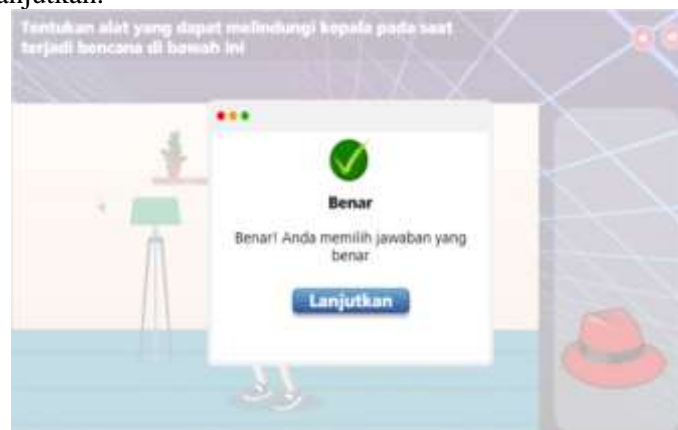 anjutkan.
Tentukan alat yang dapat melindungi kepala pada saat
terjadi bencana di bawah ini
Benar
Benar! Anda memilih jawaban yang
benar
Lanjutkan